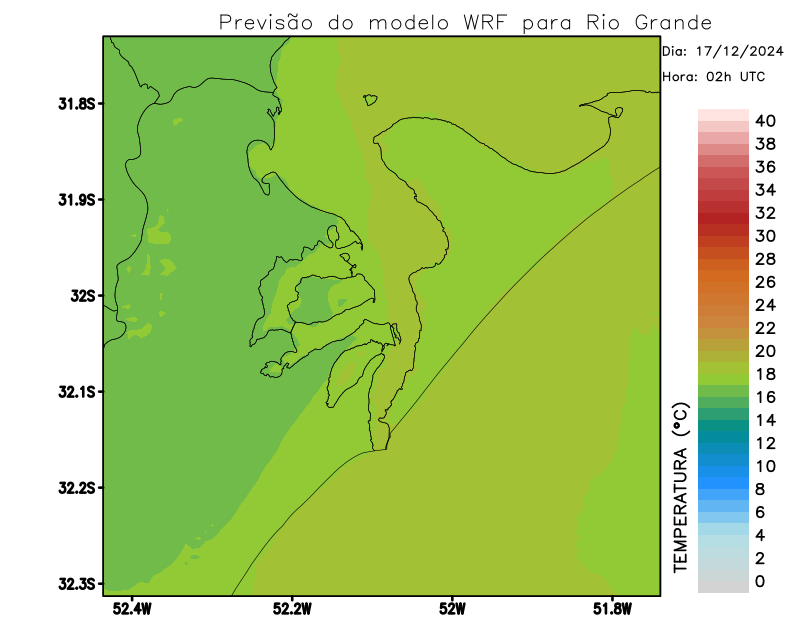 Previsão do modelo WRF para Rio Grande
Dia: 17/12/2024
Hora: 02h UTC
31.8S
31.9S
32S
32.1S
32.2S
32.3S
52.4W
52.2W
52W
51.8W
TEMPERATURA (°C)
40
38
36
34
32
30
28
26
24
22
20
18
16
14
12
10
8
6
4
2
0